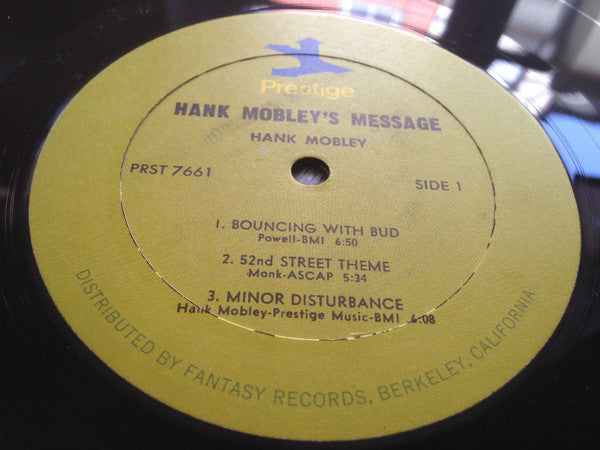 Prestige
HANK MOBLEY'S MESSAGE
HANK MOBLEY
PRST 7661
SIDE 1
1. BOUNCING WITH BUD
Powell-BMI 6:50
2. 52nd STREET THEME
Monk-ASCAP 5:34
3. MINOR DISTURBANCE
Hank Mobley-Prestige Music-BMI 6:08
DISTRIBUTED BY FANTASY RECORDS, BERKELEY, CALIFORNIA